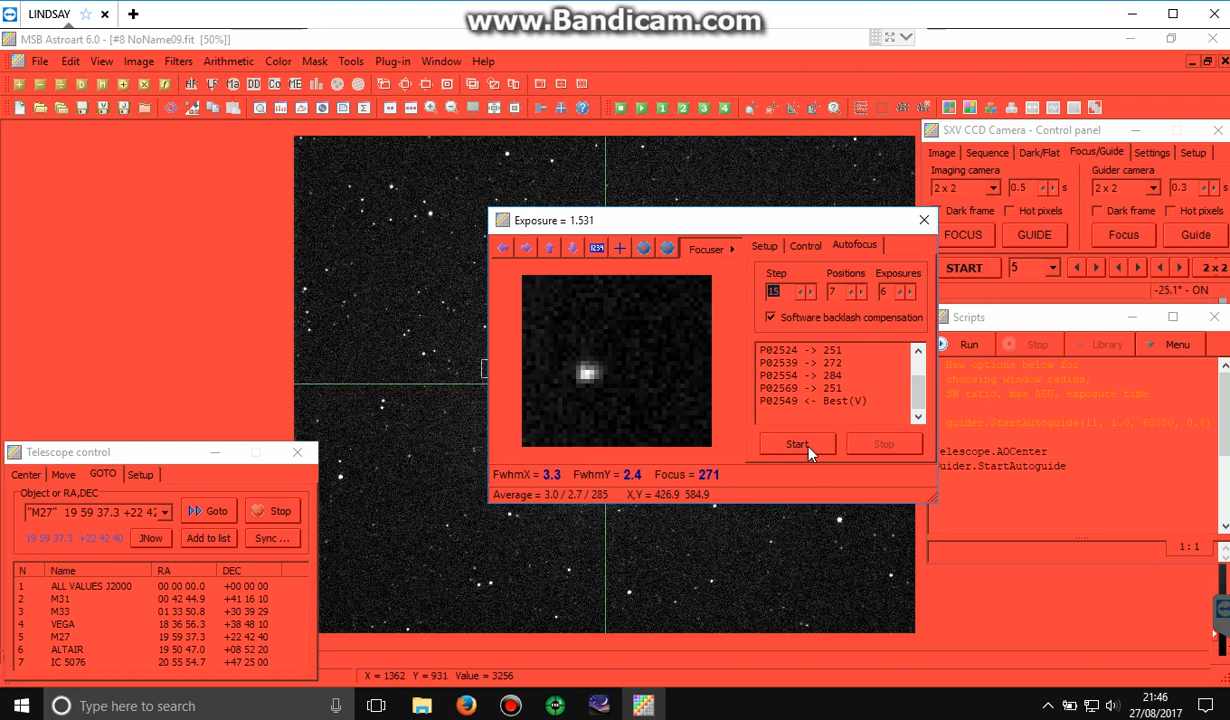 LINDSAY
www.Bandicam.com
MSB Astroart 6.0 - [#8 NoName09.fit [50%]]
File Edit View Image Filters Arithmetic Color Mask Tools Plug-in Window Help
SXV CCD Camera - Control panel
Image Sequence Dark/Flat Focus/Guide Settings Setup
Imaging camera Guider camera
2 x 2 0.5 s 2 x 2 0.3 s
Dark frame Hot pixels Dark frame Hot pixels
FOCUS GUIDE Focus Guide
START 5 2 x 2
-25.1° - ON
Exposure = 1.531
Focuser Setup Control Autofocus
Step Positions Exposures
15 7 6
Software backlash compensation
P02524 -> 251
P02539 -> 272
P02554 -> 284
P02569 -> 251
P02549 <- Best(V)
Start Stop
FwhmX = 3.3 FwhmY = 2.4 Focus = 271
Average = 3.0 / 2.7 / 285 X,Y = 426.9 584.9
Scripts
Run Stop Library Menu
New options below for
choosing window radius,
SN ratio, max ADU, exposure time
guider.StartAutoguide(11, 1.0, 60000, 0.8)
elescope.AOCenter
uider.StartAutoguide
1 : 1
Telescope control
Center Move GOTO Setup
Object or RA,DEC
"M27" 19 59 37.3 +22 42 Goto Stop
19 59 37.3 +22 42 40 JNow Add to list Sync ...
N Name RA DEC
1 ALL VALUES J2000 00 00 00.0 +00 00 00
2 M31 00 42 44.9 +41 16 10
3 M33 01 33 50.8 +30 39 29
4 VEGA 18 36 56.3 +38 48 10
5 M27 19 59 37.3 +22 42 40
6 ALTAIR 19 50 47.0 +08 52 20
7 IC 5076 20 55 54.7 +47 25 00
X = 1362 Y = 931 Value = 3256
Type here to search
21:46
27/08/2017